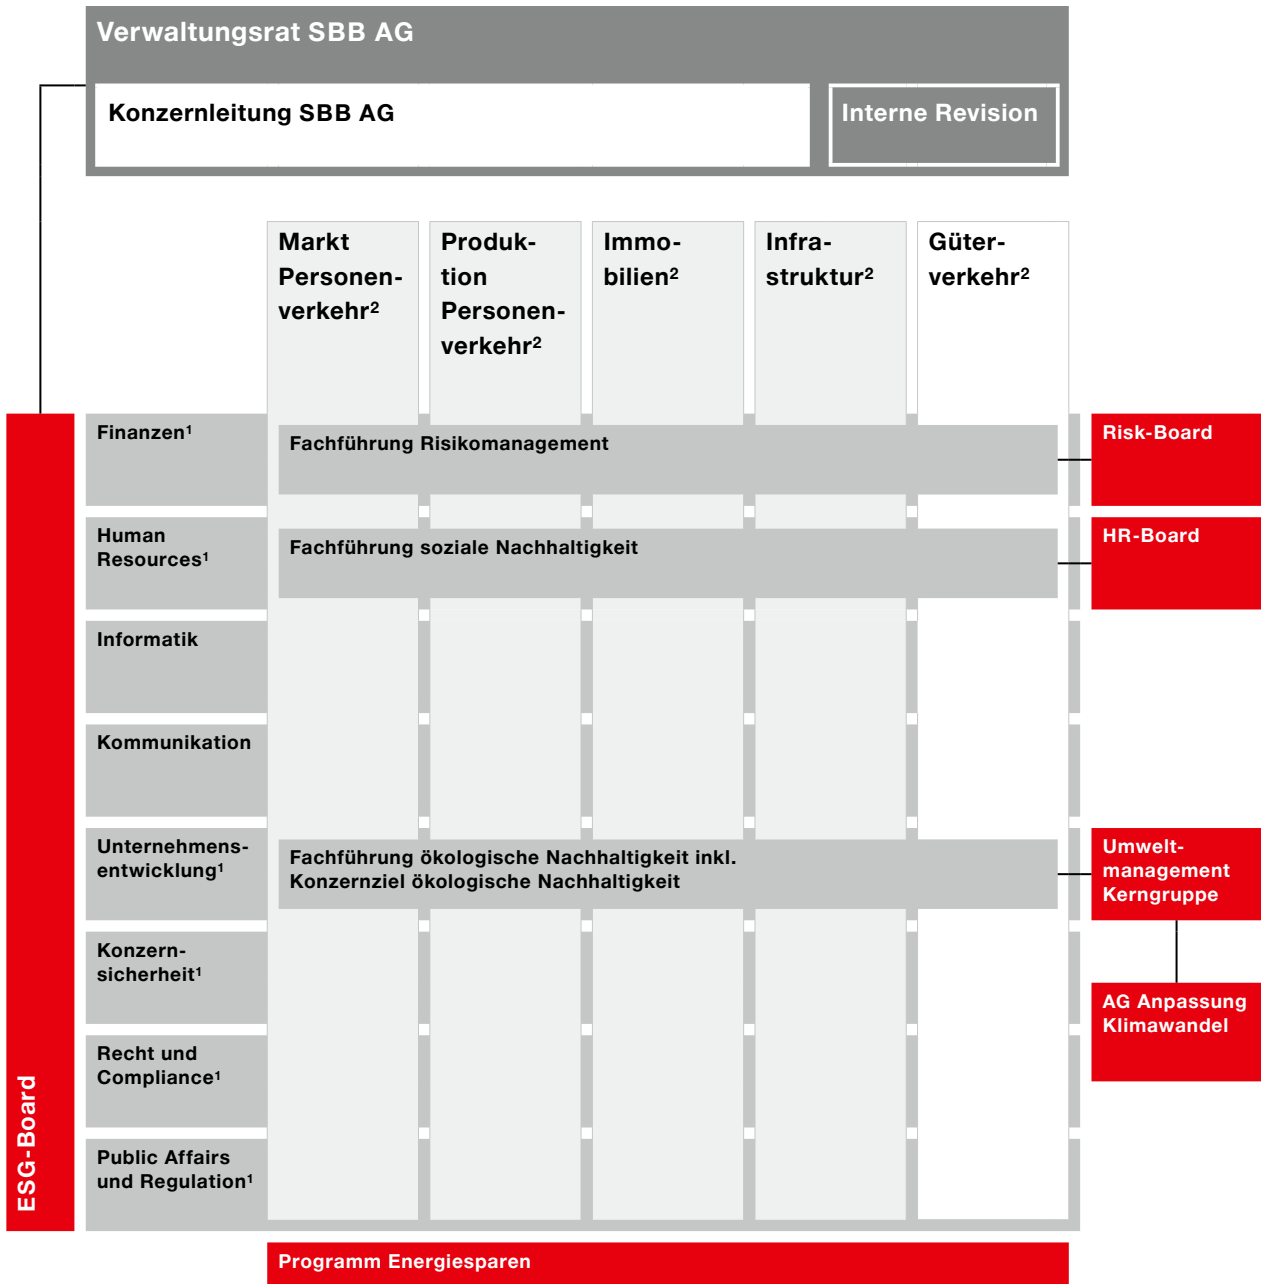 Verwaltungsrat SBB AG
Konzernleitung SBB AG
Interne Revision
Markt
Personen-
verkehr²
Produk-
tion
Personen-
verkehr²
Immo-
bilien²
Infra-
struktur²
Güter-
verkehr²
ESG-Board
Finanzen¹
Fachführung Risikomanagement
Risk-Board
Human
Resources¹
Fachführung soziale Nachhaltigkeit
HR-Board
Informatik
Kommunikation
Unternehmens-
entwicklung¹
Fachführung ökologische Nachhaltigkeit inkl.
Konzernziel ökologische Nachhaltigkeit
Umwelt-
management
Kerngruppe
Konzern-
sicherheit¹
AG Anpassung
Klimawandel
Recht und
Compliance¹
Public Affairs
und Regulation¹
Programm Energiesparen